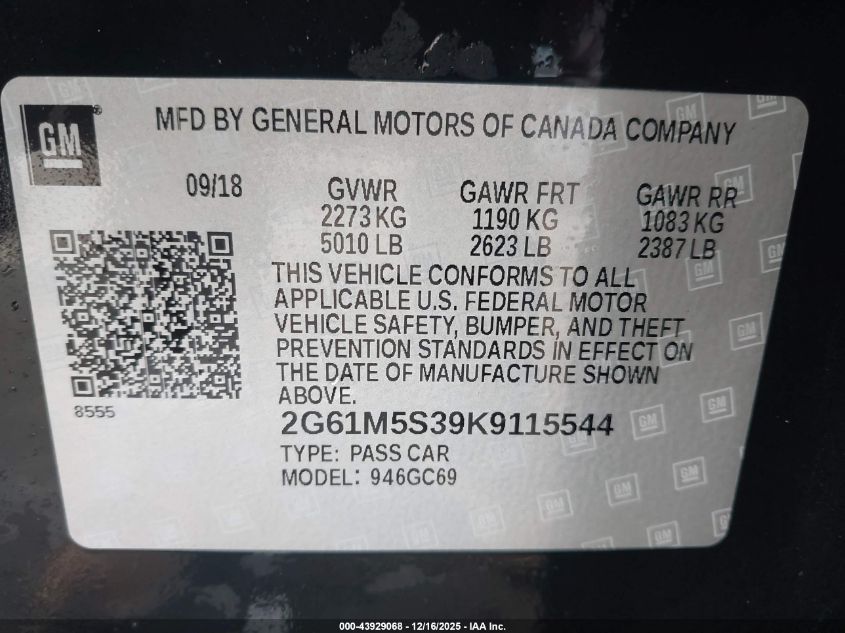 GM
MFD BY GENERAL MOTORS OF CANADA COMPANY
09/18 GVWR GAWR FRT GAWR RR
2273 KG 1190 KG 1083 KG
5010 LB 2623 LB 2387 LB
THIS VEHICLE CONFORMS TO ALL
APPLICABLE U.S. FEDERAL MOTOR
VEHICLE SAFETY, BUMPER, AND THEFT
PREVENTION STANDARDS IN EFFECT ON
THE DATE OF MANUFACTURE SHOWN
ABOVE.
8555
2G61M5S39K9115544
TYPE: PASS CAR
MODEL: 946GC69
000-43929068 - 12/16/2025 - IAA Inc.